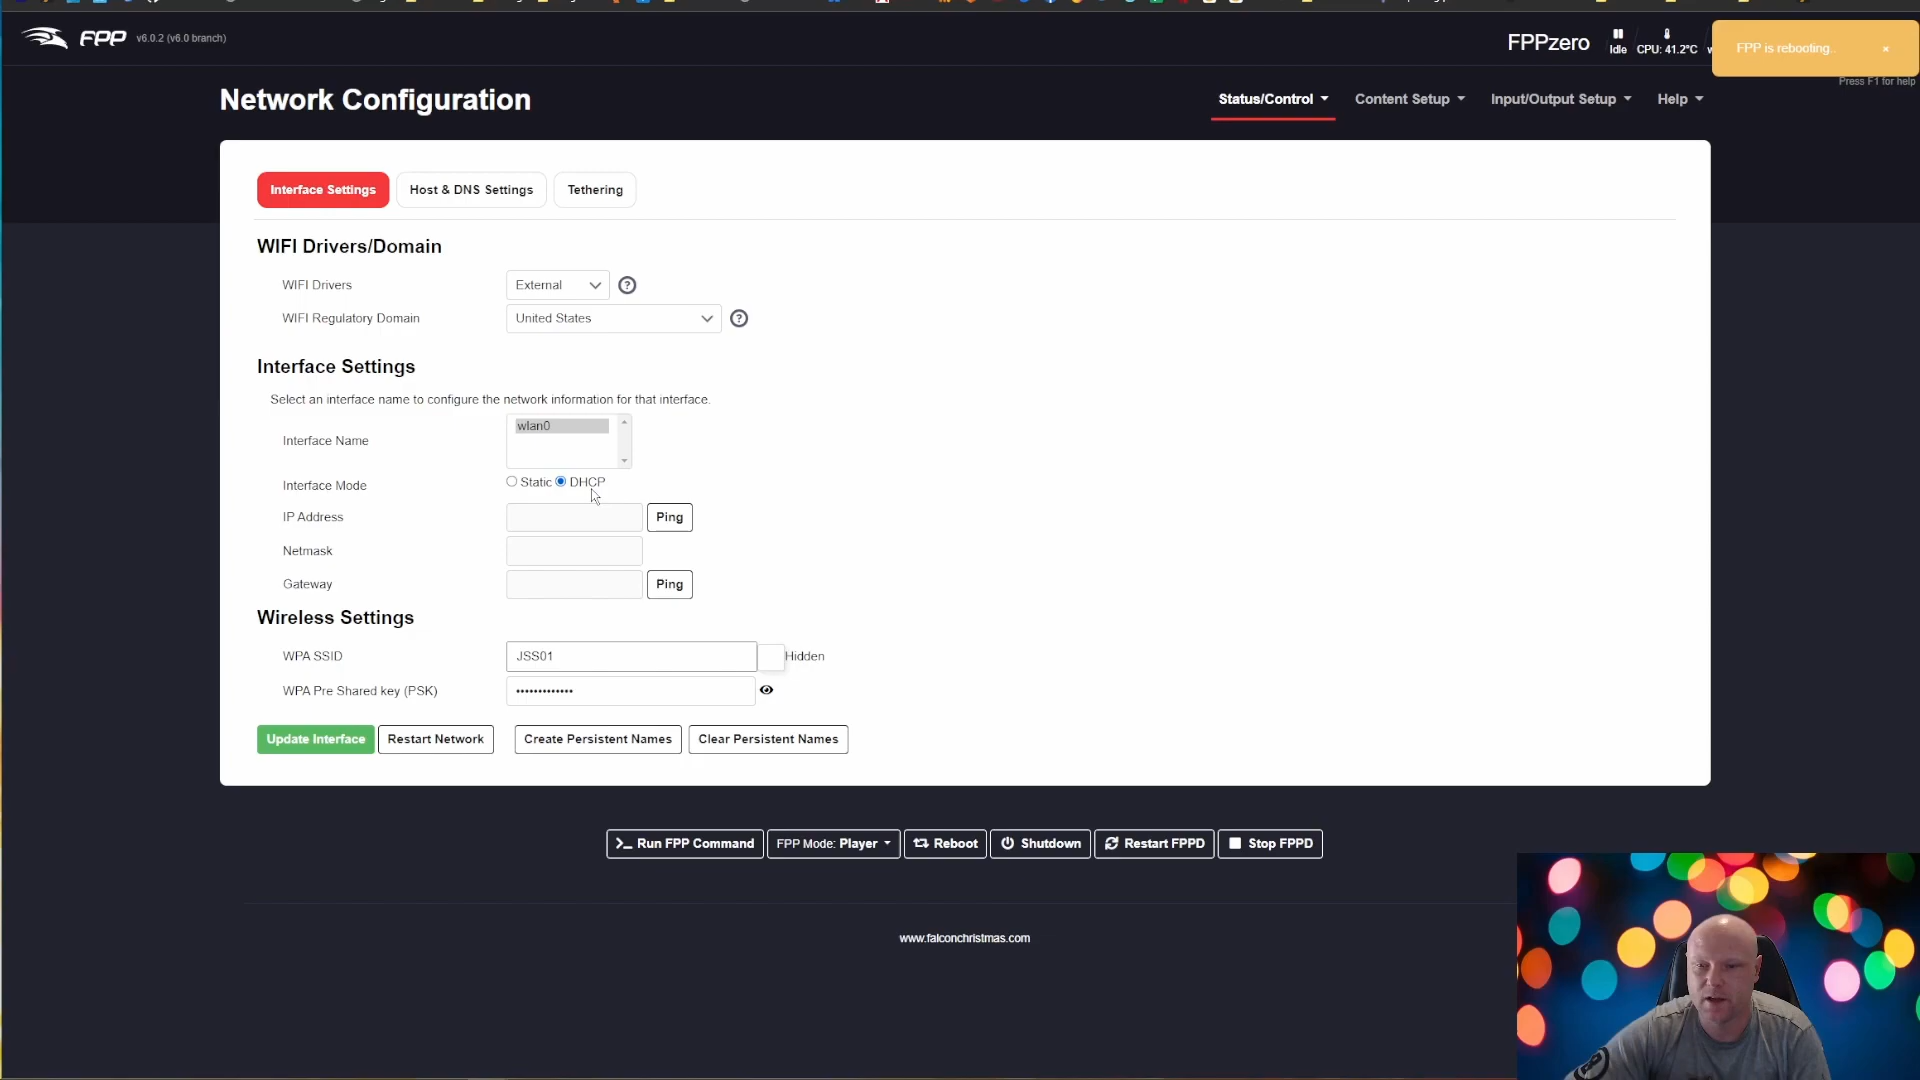 FPP v6.0.2 (v6.0 branch)
FPPzero Idle CPU: 41.2°C
FPP is rebooting.. ×
Press F1 for help
Network Configuration
Status/Control Content Setup Input/Output Setup Help
Interface Settings Host & DNS Settings Tethering
WIFI Drivers/Domain
WIFI Drivers External ?
WIFI Regulatory Domain United States ?
Interface Settings
Select an interface name to configure the network information for that interface.
wlan0
Interface Name
Interface Mode Static DHCP
IP Address Ping
Netmask
Gateway Ping
Wireless Settings
WPA SSID JSS01 Hidden
WPA Pre Shared key (PSK) •••••••••••••
Update Interface Restart Network Create Persistent Names Clear Persistent Names
Run FPP Command FPP Mode: Player Reboot Shutdown Restart FPPD Stop FPPD
www.falconchristmas.com